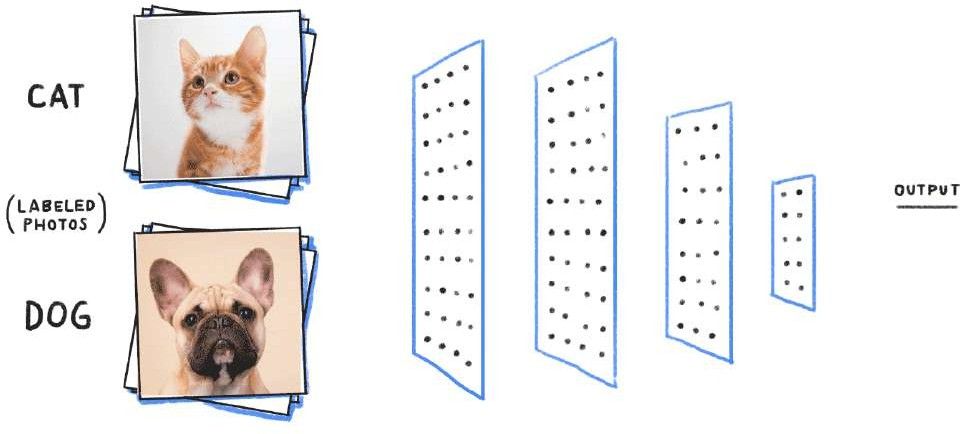 CAT
(LABELED
PHOTOS)
DOG
OUTPUT